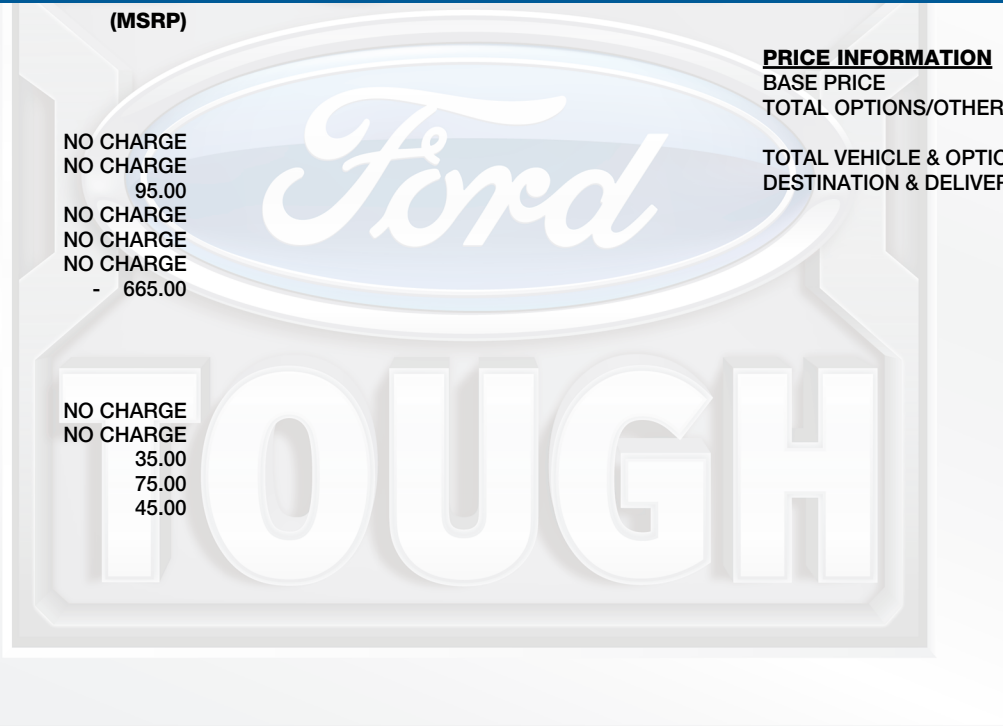 (MSRP)
NO CHARGE
NO CHARGE
95.00
NO CHARGE
NO CHARGE
NO CHARGE
- 665.00
NO CHARGE
NO CHARGE
35.00
75.00
45.00
PRICE INFORMATION
BASE PRICE
TOTAL OPTIONS/OTHER
TOTAL VEHICLE & OPTIO
DESTINATION & DELIVER
Ford
TOUGH